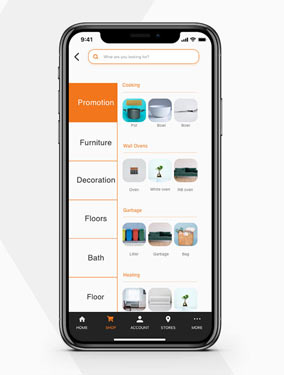 9:41
What are you looking for?
Promotion
Furniture
Decoration
Floors
Bath
Floor
Cooking
Pot
Bowl
Bowl
Wall Ovens
Oven
White oven
NB oven
Garbage
Litter
Garbage
Bag
Heating
HOME
SHOP
ACCOUNT
STORES
MORE